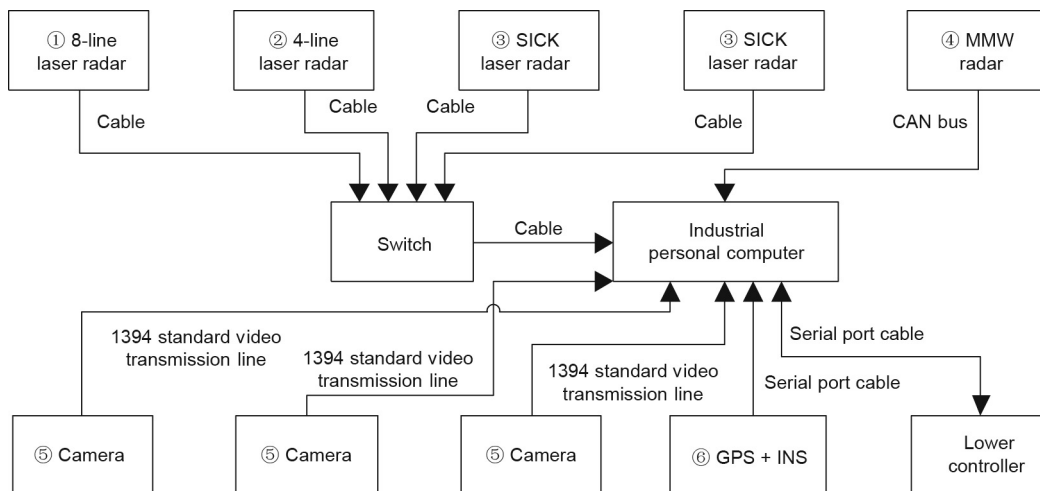 ① 8-line
laser radar
② 4-line
laser radar
③ SICK
laser radar
③ SICK
laser radar
④ MMW
radar
Cable
Cable
Cable
Cable
CAN bus
Switch
Cable
Industrial
personal computer
1394 standard video
transmission line
1394 standard video
transmission line
1394 standard video
transmission line
Serial port cable
Serial port cable
⑤ Camera
⑤ Camera
⑤ Camera
⑥ GPS + INS
Lower
controller